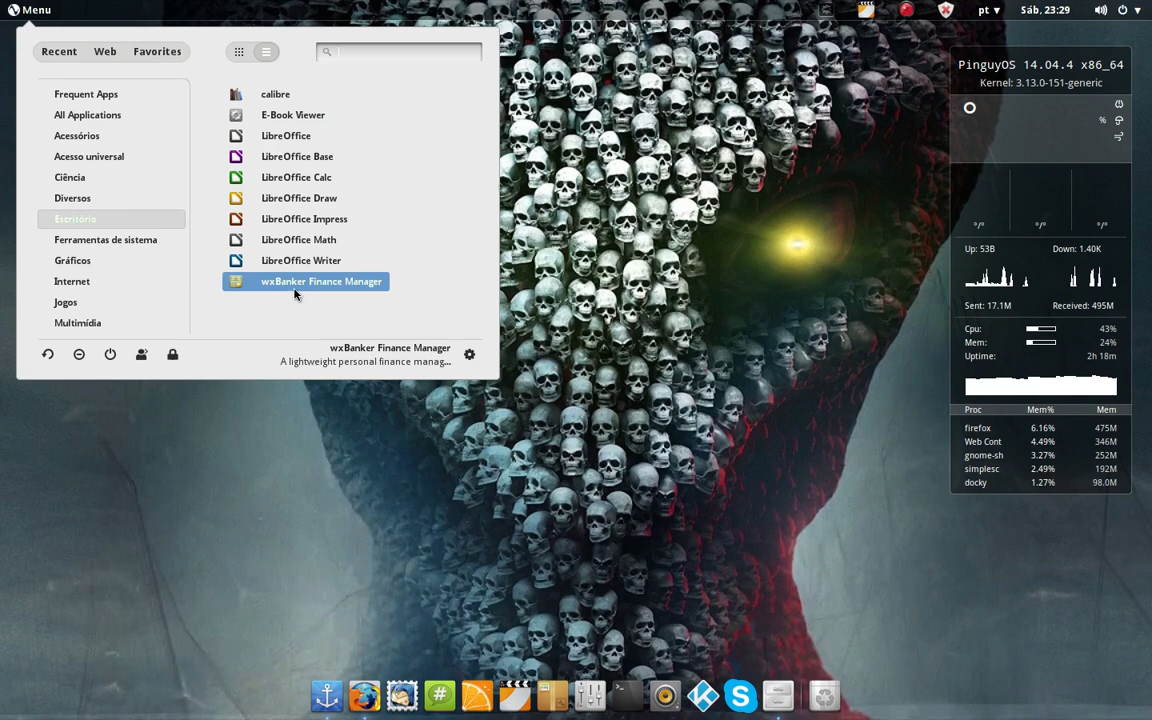 Menu
pt ▾
Sáb, 23:29
Recent
Web
Favorites
Frequent Apps
All Applications
Acessórios
Acesso universal
Ciência
Diversos
Escritório
Ferramentas de sistema
Gráficos
Internet
Jogos
Multimídia
calibre
E-Book Viewer
LibreOffice
LibreOffice Base
LibreOffice Calc
LibreOffice Draw
LibreOffice Impress
LibreOffice Math
LibreOffice Writer
wxBanker Finance Manager
wxBanker Finance Manager
A lightweight personal finance manag...
PinguyOS 14.04.4 x86_64
Kernel: 3.13.0-151-generic
%
% % %
Up: 53B Down: 1.40K
Sent: 17.1M Received: 495M
Cpu: 43%
Mem: 24%
Uptime: 2h 18m
Proc Mem% Mem
firefox 6.16% 475M
Web Cont 4.49% 346M
gnome-sh 3.27% 252M
simplesc 2.49% 192M
docky 1.27% 98.0M